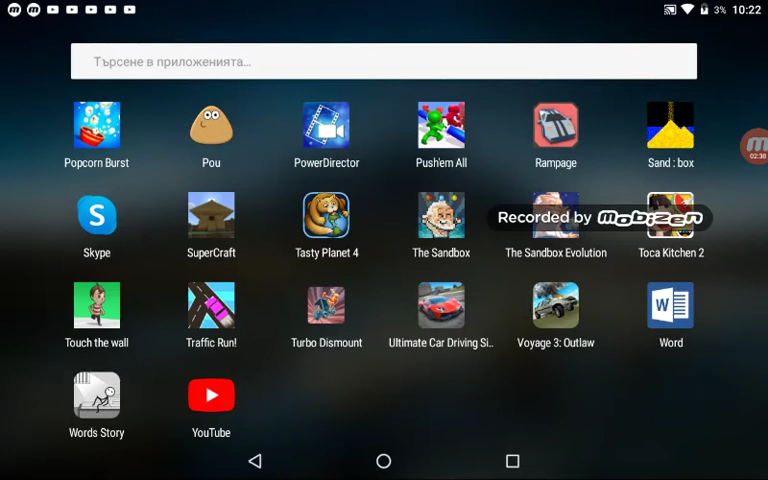 3% 10:22
Търсене в приложенията…
Popcorn Burst
Pou
PowerDirector
Push'em All
Rampage
Sand : box
02:30
Recorded by mobizen
Skype
SuperCraft
Tasty Planet 4
The Sandbox
The Sandbox Evolution
Toca Kitchen 2
Touch the wall
Traffic Run!
Turbo Dismount
Ultimate Car Driving Si..
Voyage 3: Outlaw
Word
Words Story
YouTube